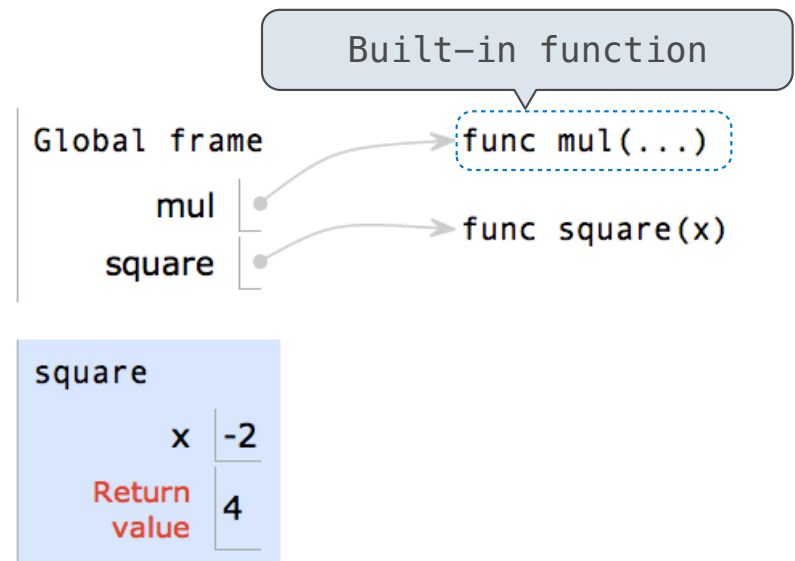 Built-in function
Global frame
func mul(...)
mul
func square(x)
square
square
x -2
Return
value 4